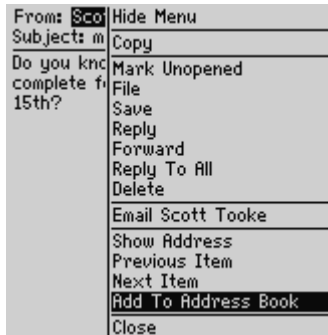 From: Sco
Subject: m
Do you kno
complete f
15th?
Hide Menu
Copy
Mark Unopened
File
Save
Reply
Forward
Reply To All
Delete
Email Scott Tooke
Show Address
Previous Item
Next Item
Add To Address Book
Close